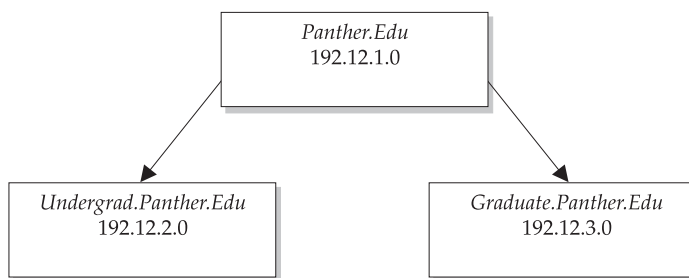 Panther.Edu
192.12.1.0
Undergrad.Panther.Edu
192.12.2.0
Graduate.Panther.Edu
192.12.3.0